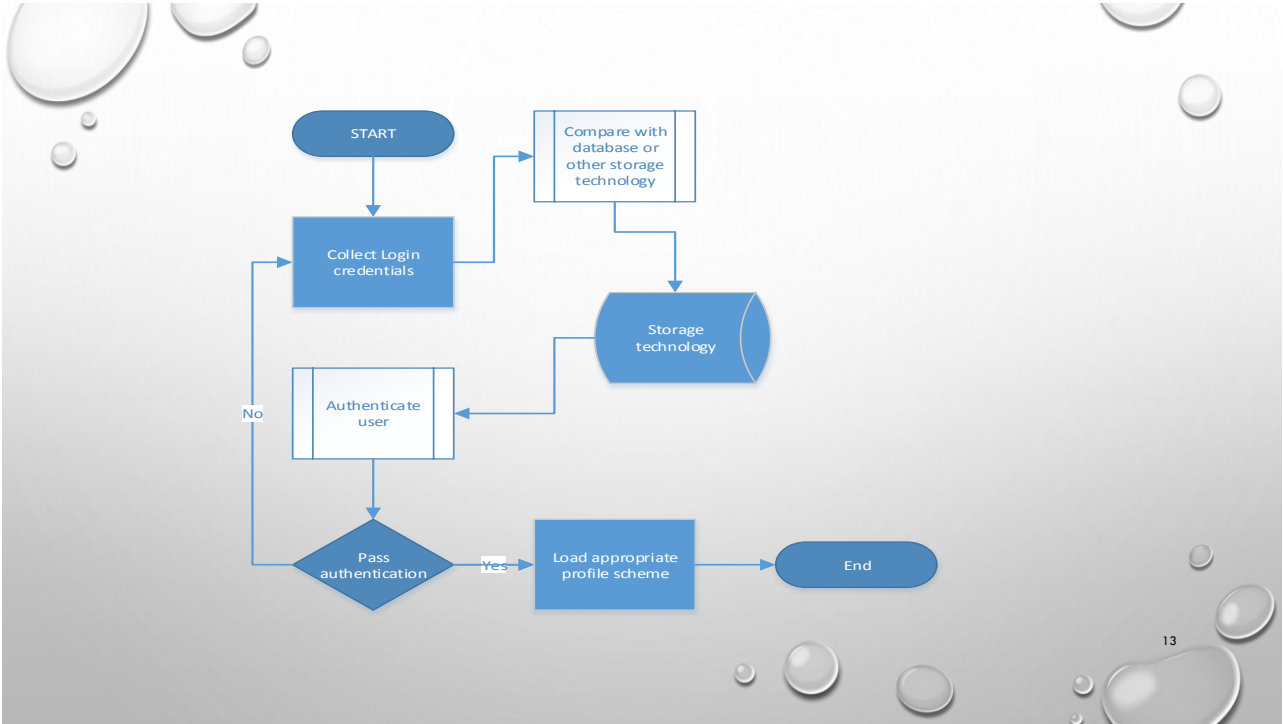 START
Compare with
database or
other storage
technology
Collect Login
credentials
Storage
technology
Authenticate
user
No
Pass
authentication
Yes
Load appropriate
profile scheme
End
13